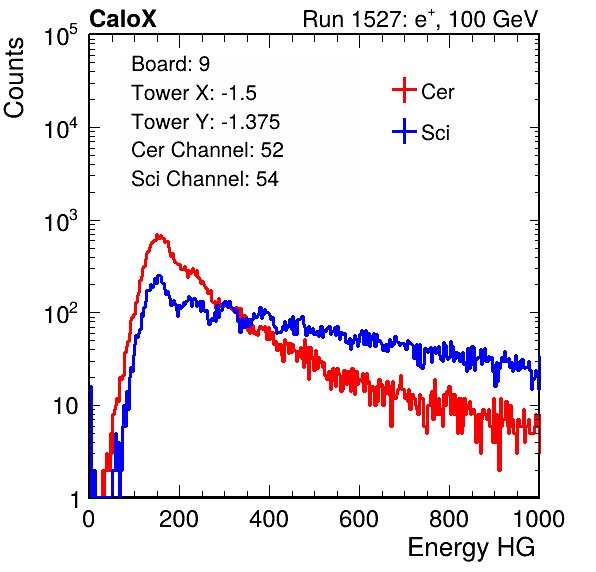 CaloX Run 1527: e⁺, 100 GeV
Counts
10⁵
10⁴
10³
10²
10
1
Board: 9
Tower X: -1.5
Tower Y: -1.375
Cer Channel: 52
Sci Channel: 54
Cer
Sci
0 200 400 600 800 1000
Energy HG